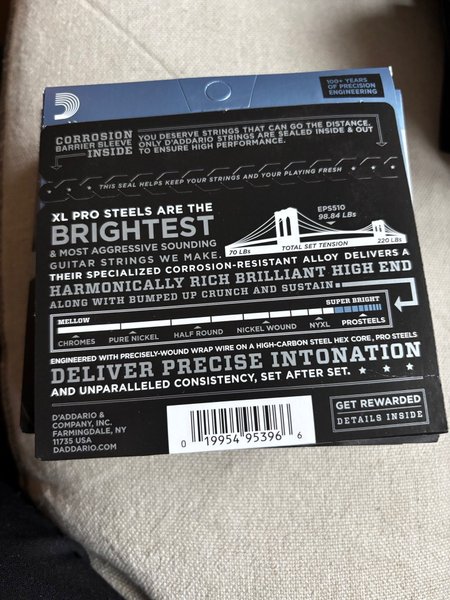 100+ YEARS
OF PRECISION
ENGINEERING
CORROSION
BARRIER SLEEVE
INSIDE
YOU DESERVE STRINGS THAT CAN GO THE DISTANCE.
ONLY D'ADDARIO STRINGS ARE SEALED INSIDE & OUT
TO ENSURE HIGH PERFORMANCE.
THIS SEAL HELPS KEEP YOUR STRINGS AND YOUR PLAYING FRESH
XL PRO STEELS ARE THE
BRIGHTEST
& MOST AGGRESSIVE SOUNDING
GUITAR STRINGS WE MAKE.
EPS510
98.84 LBs
70 LBs
TOTAL SET TENSION
220 LBs
THEIR SPECIALIZED CORROSION-RESISTANT ALLOY DELIVERS A
HARMONICALLY RICH BRILLIANT HIGH END
ALONG WITH BUMPED UP CRUNCH AND SUSTAIN.
MELLOW
SUPER BRIGHT
CHROMES
PURE NICKEL
HALF ROUND
NICKEL WOUND
NYXL
PROSTEELS
ENGINEERED WITH PRECISELY-WOUND WRAP WIRE ON A HIGH-CARBON STEEL HEX CORE, PRO STEELS
DELIVER PRECISE INTONATION
AND UNPARALLELED CONSISTENCY, SET AFTER SET.
D'ADDARIO &
COMPANY, INC.
FARMINGDALE, NY
11735 USA
DADDARIO.COM
0 19954 95396 6
GET REWARDED
DETAILS INSIDE